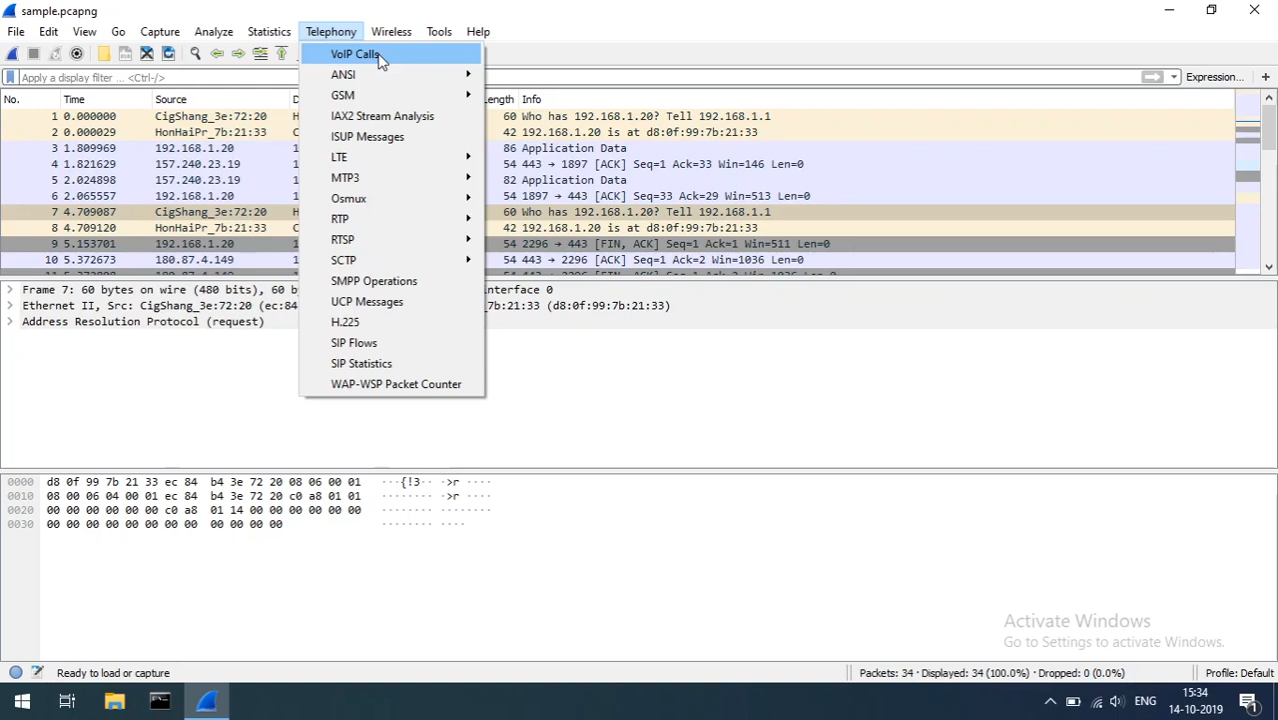 sample.pcapng
File Edit View Go Capture Analyze Statistics Telephony Wireless Tools Help
Apply a display filter ... <Ctrl-/> Expression... +
No. Time Source D ength Info
1 0.000000 CigShang_3e:72:20 60 Who has 192.168.1.20? Tell 192.168.1.1
2 0.000029 HonHaiPr_7b:21:33 42 192.168.1.20 is at d8:0f:99:7b:21:33
3 1.809969 192.168.1.20 86 Application Data
4 1.821629 157.240.23.19 54 443 → 1897 [ACK] Seq=1 Ack=33 Win=146 Len=0
5 2.024898 157.240.23.19 82 Application Data
6 2.065557 192.168.1.20 54 1897 → 443 [ACK] Seq=33 Ack=29 Win=513 Len=0
7 4.709087 CigShang_3e:72:20 60 Who has 192.168.1.20? Tell 192.168.1.1
8 4.709120 HonHaiPr_7b:21:33 42 192.168.1.20 is at d8:0f:99:7b:21:33
9 5.153701 192.168.1.20 54 2296 → 443 [FIN, ACK] Seq=1 Ack=1 Win=511 Len=0
10 5.372673 180.87.4.149 54 443 → 2296 [ACK] Seq=1 Ack=2 Win=1036 Len=0
VoIP Calls
ANSI
GSM
IAX2 Stream Analysis
ISUP Messages
LTE
MTP3
Osmux
RTP
RTSP
SCTP
SMPP Operations
UCP Messages
H.225
SIP Flows
SIP Statistics
WAP-WSP Packet Counter
Frame 7: 60 bytes on wire (480 bits), 60 b interface 0
Ethernet II, Src: CigShang_3e:72:20 (ec:84 (d8:0f:99:7b:21:33)
Address Resolution Protocol (request)
0000 d8 0f 99 7b 21 33 ec 84 b4 3e 72 20 08 06 00 01 ···{!3·· ·>r ····
0010 08 00 06 04 00 01 ec 84 b4 3e 72 20 c0 a8 01 01 ········ ·>r ····
0020 00 00 00 00 00 00 c0 a8 01 14 00 00 00 00 00 00 ········ ········
0030 00 00 00 00 00 00 00 00 00 00 00 00 ········ ····
Activate Windows
Go to Settings to activate Windows.
Ready to load or capture Packets: 34 · Displayed: 34 (100.0%) · Dropped: 0 (0.0%) Profile: Default
ENG 15:34
14-10-2019
1